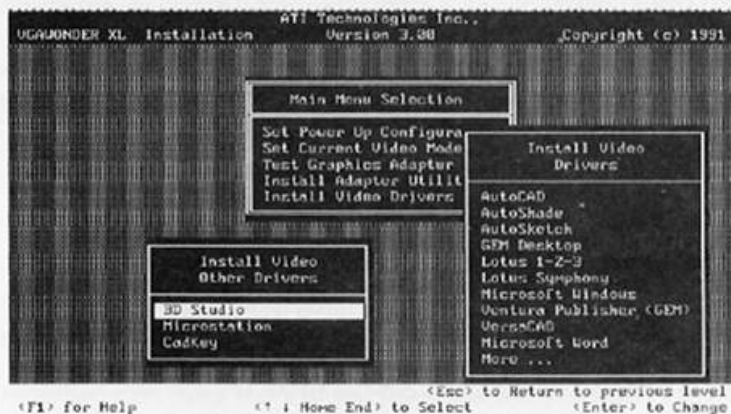 ATI Technologies Inc.,
VGAWONDER XL Installation Version 3.00 Copyright (c) 1991
Main Menu Selection
Set Power Up Configura
Set Current Video Mode
Test Graphics Adapter
Install Adapter Utilit
Install Video Drivers
Install Video
Drivers
AutoCAD
AutoShade
AutoSketch
GEM Desktop
Lotus 1-2-3
Lotus Symphony
Microsoft Windows
Ventura Publisher (GEM)
VersaCAD
Microsoft Word
More ...
Install Video
Other Drivers
3D Studio
Microstation
CadKey
<Esc> to Return to previous level
<F1> for Help <↑ ↓ Home End> to Select <Enter> to Change